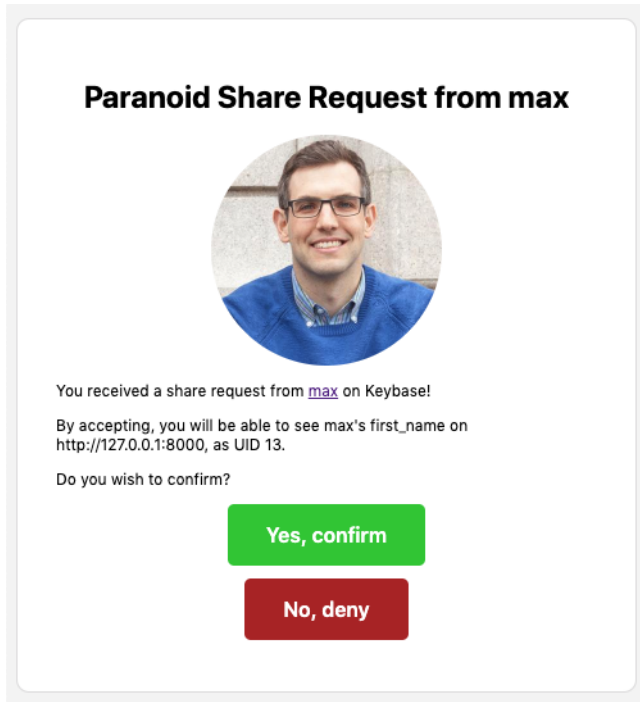 Paranoid Share Request from max
You received a share request from max on Keybase!
By accepting, you will be able to see max's first_name on
http://127.0.0.1:8000, as UID 13.
Do you wish to confirm?
Yes, confirm
No, deny